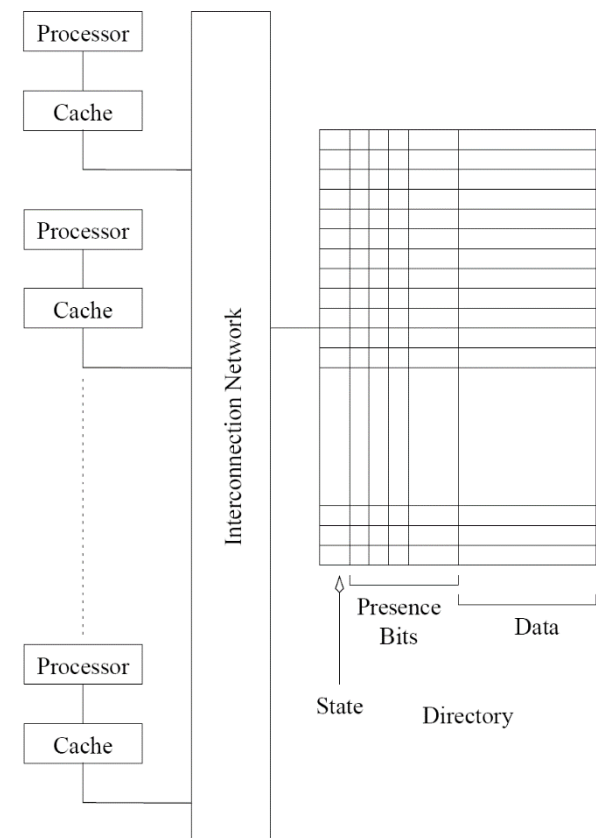 Processor
Cache
Processor
Cache
Interconnection Network
Processor
Cache
Presence
Bits
Data
State
Directory